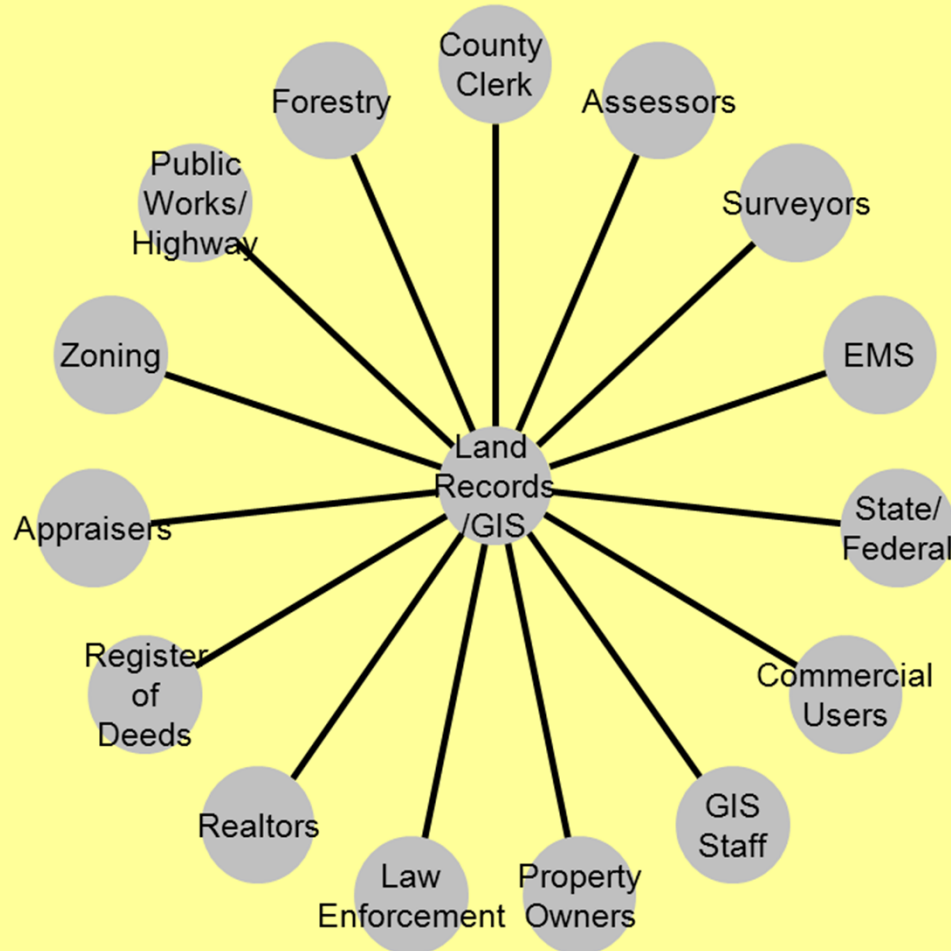 County
Clerk
Forestry
Assessors
Public
Works/
Highway
Surveyors
Zoning
EMS
Land
Records
/GIS
Appraisers
State/
Federal
Register
of
Deeds
Commercial
Users
Realtors
GIS
Staff
Law
Enforcement
Property
Owners